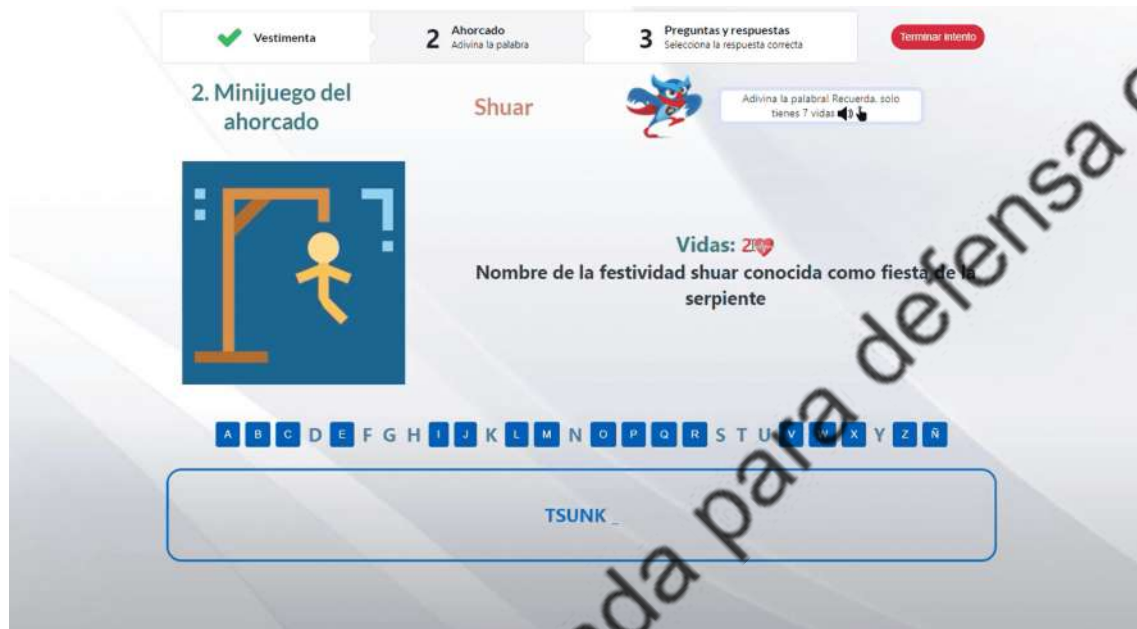 Vestimenta
2 Ahorcado
Adivina la palabra
3 Preguntas y respuestas
Selecciona la respuesta correcta
Terminar intento
2. Minijuego del
ahorcado
Shuar
Adivina la palabra! Recuerda, solo
tienes 7 vidas
Vidas: 2
Nombre de la festividad shuar conocida como fiesta de la
serpiente
A B C D E F G H I J K L M N O P Q R S T U V W X Y Z Ñ
TSUNK _
da para defensa